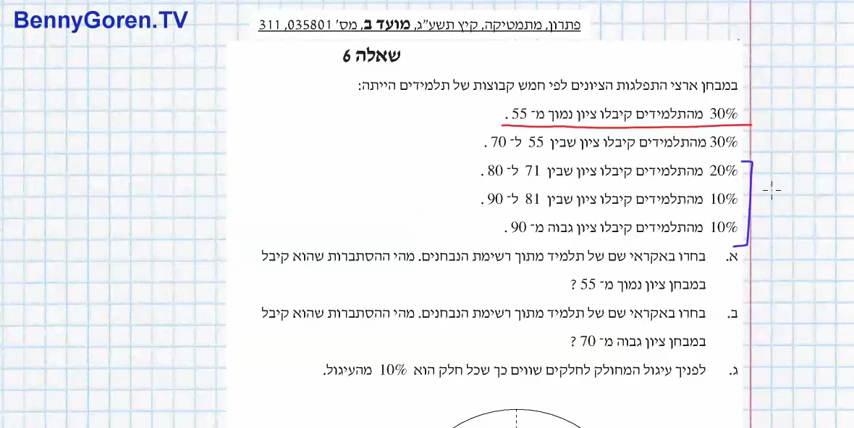 BennyGoren.TV
פתרון, מתמטיקה, קיץ תשע״ג, מועד ב, מס' 035801, 311
שאלה 6
במבחן ארצי התפלגות הציונים לפי חמש קבוצות של תלמידים הייתה:
30% מהתלמידים קיבלו ציון נמוך מ־ 55 .
30% מהתלמידים קיבלו ציון שבין 55 ל־ 70 .
20% מהתלמידים קיבלו ציון שבין 71 ל־ 80 .
10% מהתלמידים קיבלו ציון שבין 81 ל־ 90 .
10% מהתלמידים קיבלו ציון גבוה מ־ 90 .
א. בחרו באקראי שם של תלמיד מתוך רשימת הנבחנים. מהי ההסתברות שהוא קיבל
במבחן ציון נמוך מ־ 55 ?
ב. בחרו באקראי שם של תלמיד מתוך רשימת הנבחנים. מהי ההסתברות שהוא קיבל
במבחן ציון גבוה מ־ 70 ?
ג. לפניך עיגול המחולק לחלקים שווים כך שכל חלק הוא 10% מהעיגול.